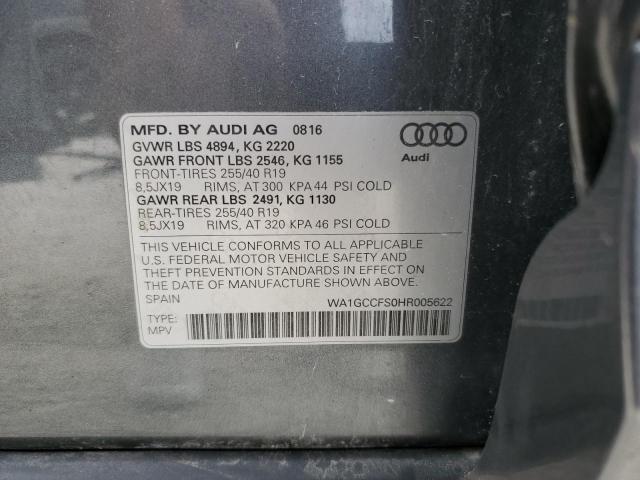 MFD. BY AUDI AG 0816
GVWR LBS 4894, KG 2220
GAWR FRONT LBS 2546, KG 1155
FRONT-TIRES 255/40 R19
8,5JX19 RIMS, AT 300 KPA 44 PSI COLD
GAWR REAR LBS 2491, KG 1130
REAR-TIRES 255/40 R19
8,5JX19 RIMS, AT 320 KPA 46 PSI COLD
Audi
THIS VEHICLE CONFORMS TO ALL APPLICABLE
U.S. FEDERAL MOTOR VEHICLE SAFETY AND
THEFT PREVENTION STANDARDS IN EFFECT ON
THE DATE OF MANUFACTURE SHOWN ABOVE.
SPAIN WA1GCCFS0HR005622
TYPE:
MPV